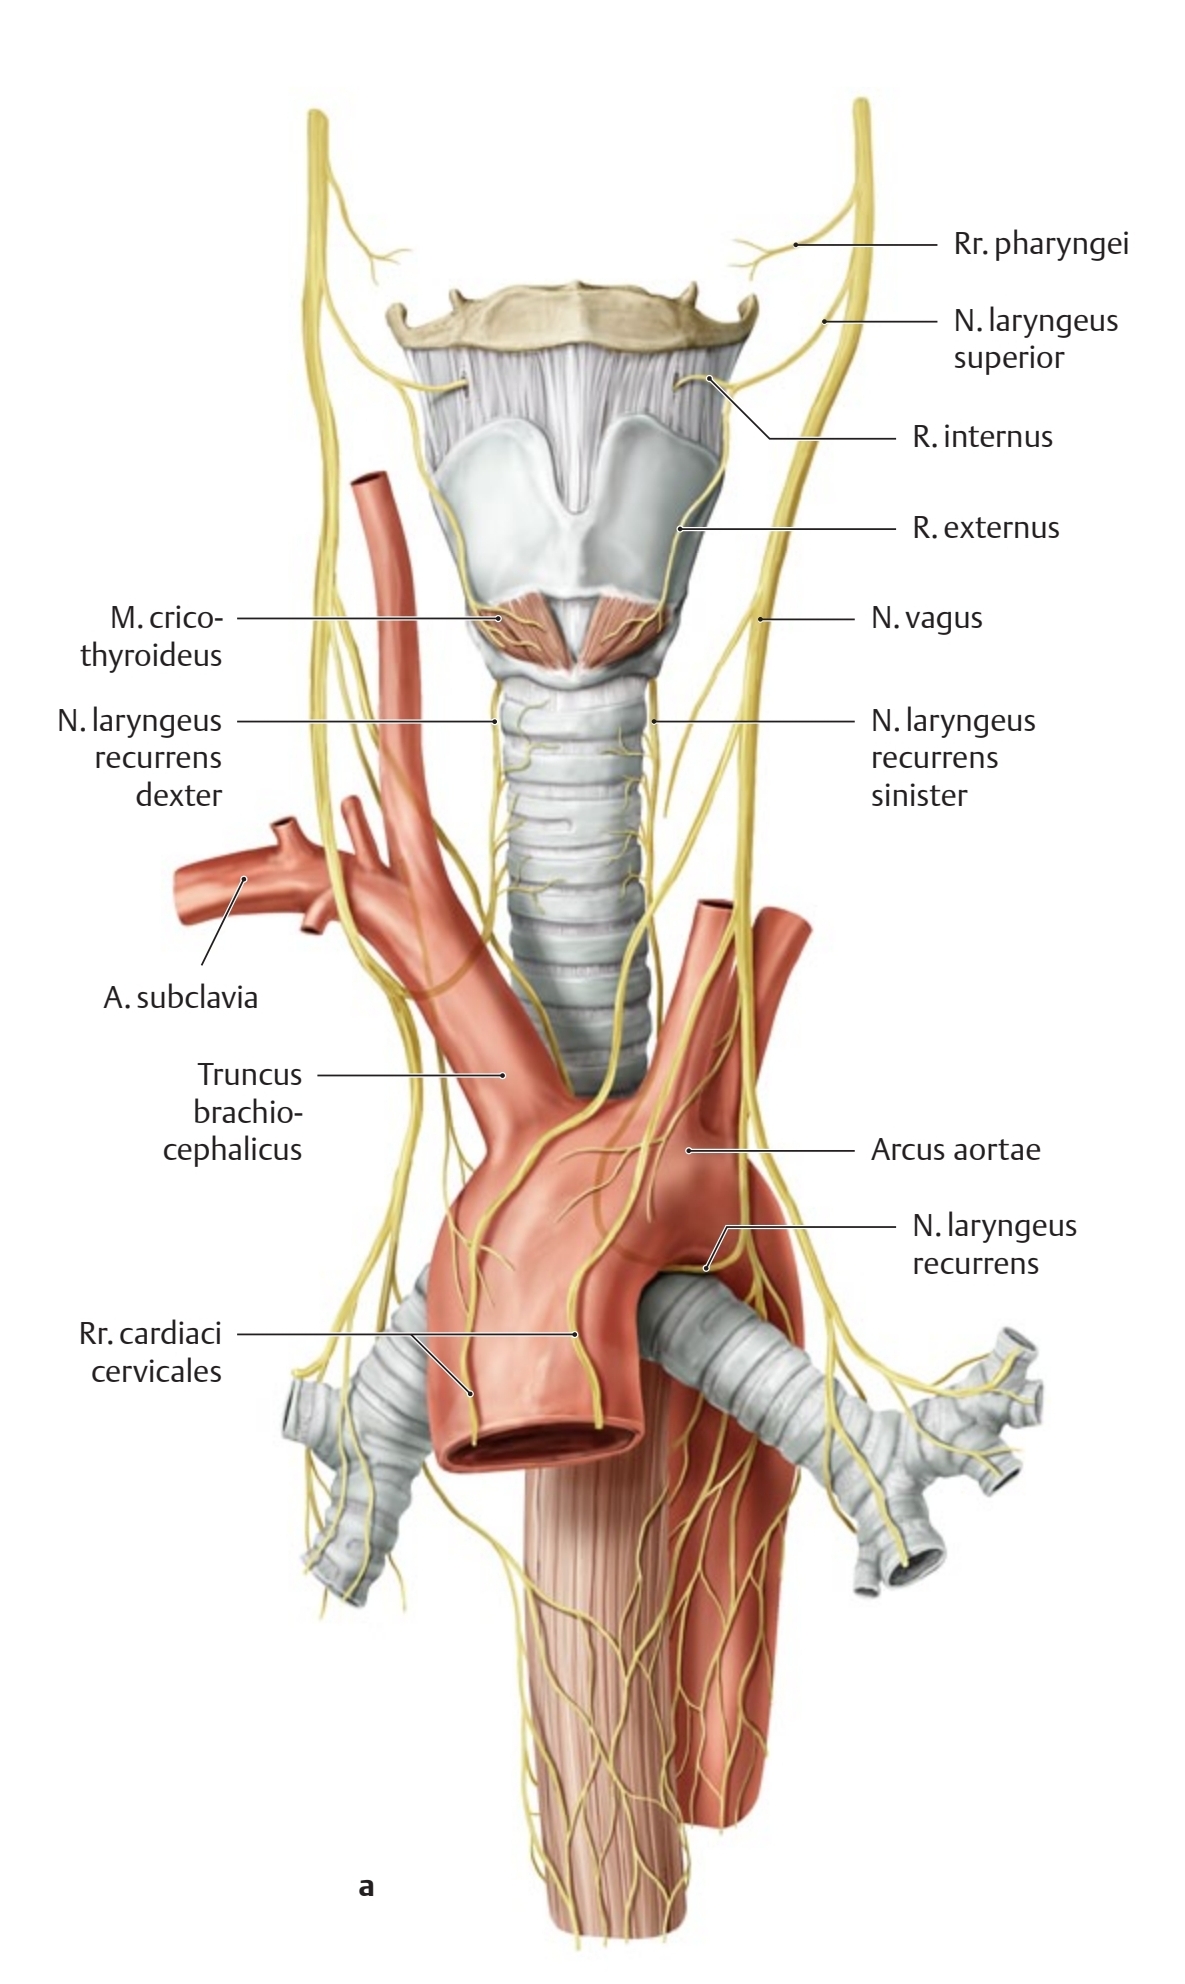 Rr. pharyngei
N. laryngeus
superior
R. internus
R. externus
M. crico-
thyroideus
N. vagus
N. laryngeus
recurrens
dexter
N. laryngeus
recurrens
sinister
A. subclavia
Truncus
brachio-
cephalicus
Arcus aortae
N. laryngeus
recurrens
Rr. cardiaci
cervicales
a